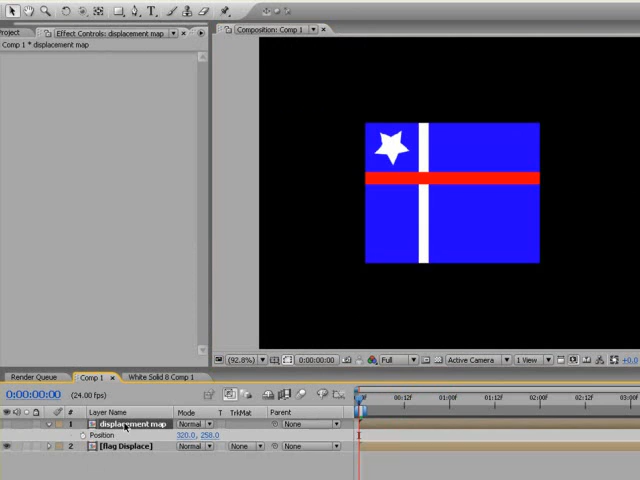 Project Effect Controls: displacement map
Composition: Comp 1
Comp 1 * displacement map
(92.8%) 0:00:00:00 Full Active Camera 1 View +0.0
Render Queue Comp 1 White Solid 8 Comp 1
0:00:00:00 (24.00 fps)
# Layer Name Mode T TrkMat Parent
00:12f 01:00f 01:12f 02:00f 02:12f 03:00f
1 displacement map Normal None
Position 320.0, 258.0
2 [flag Displace] Normal None None